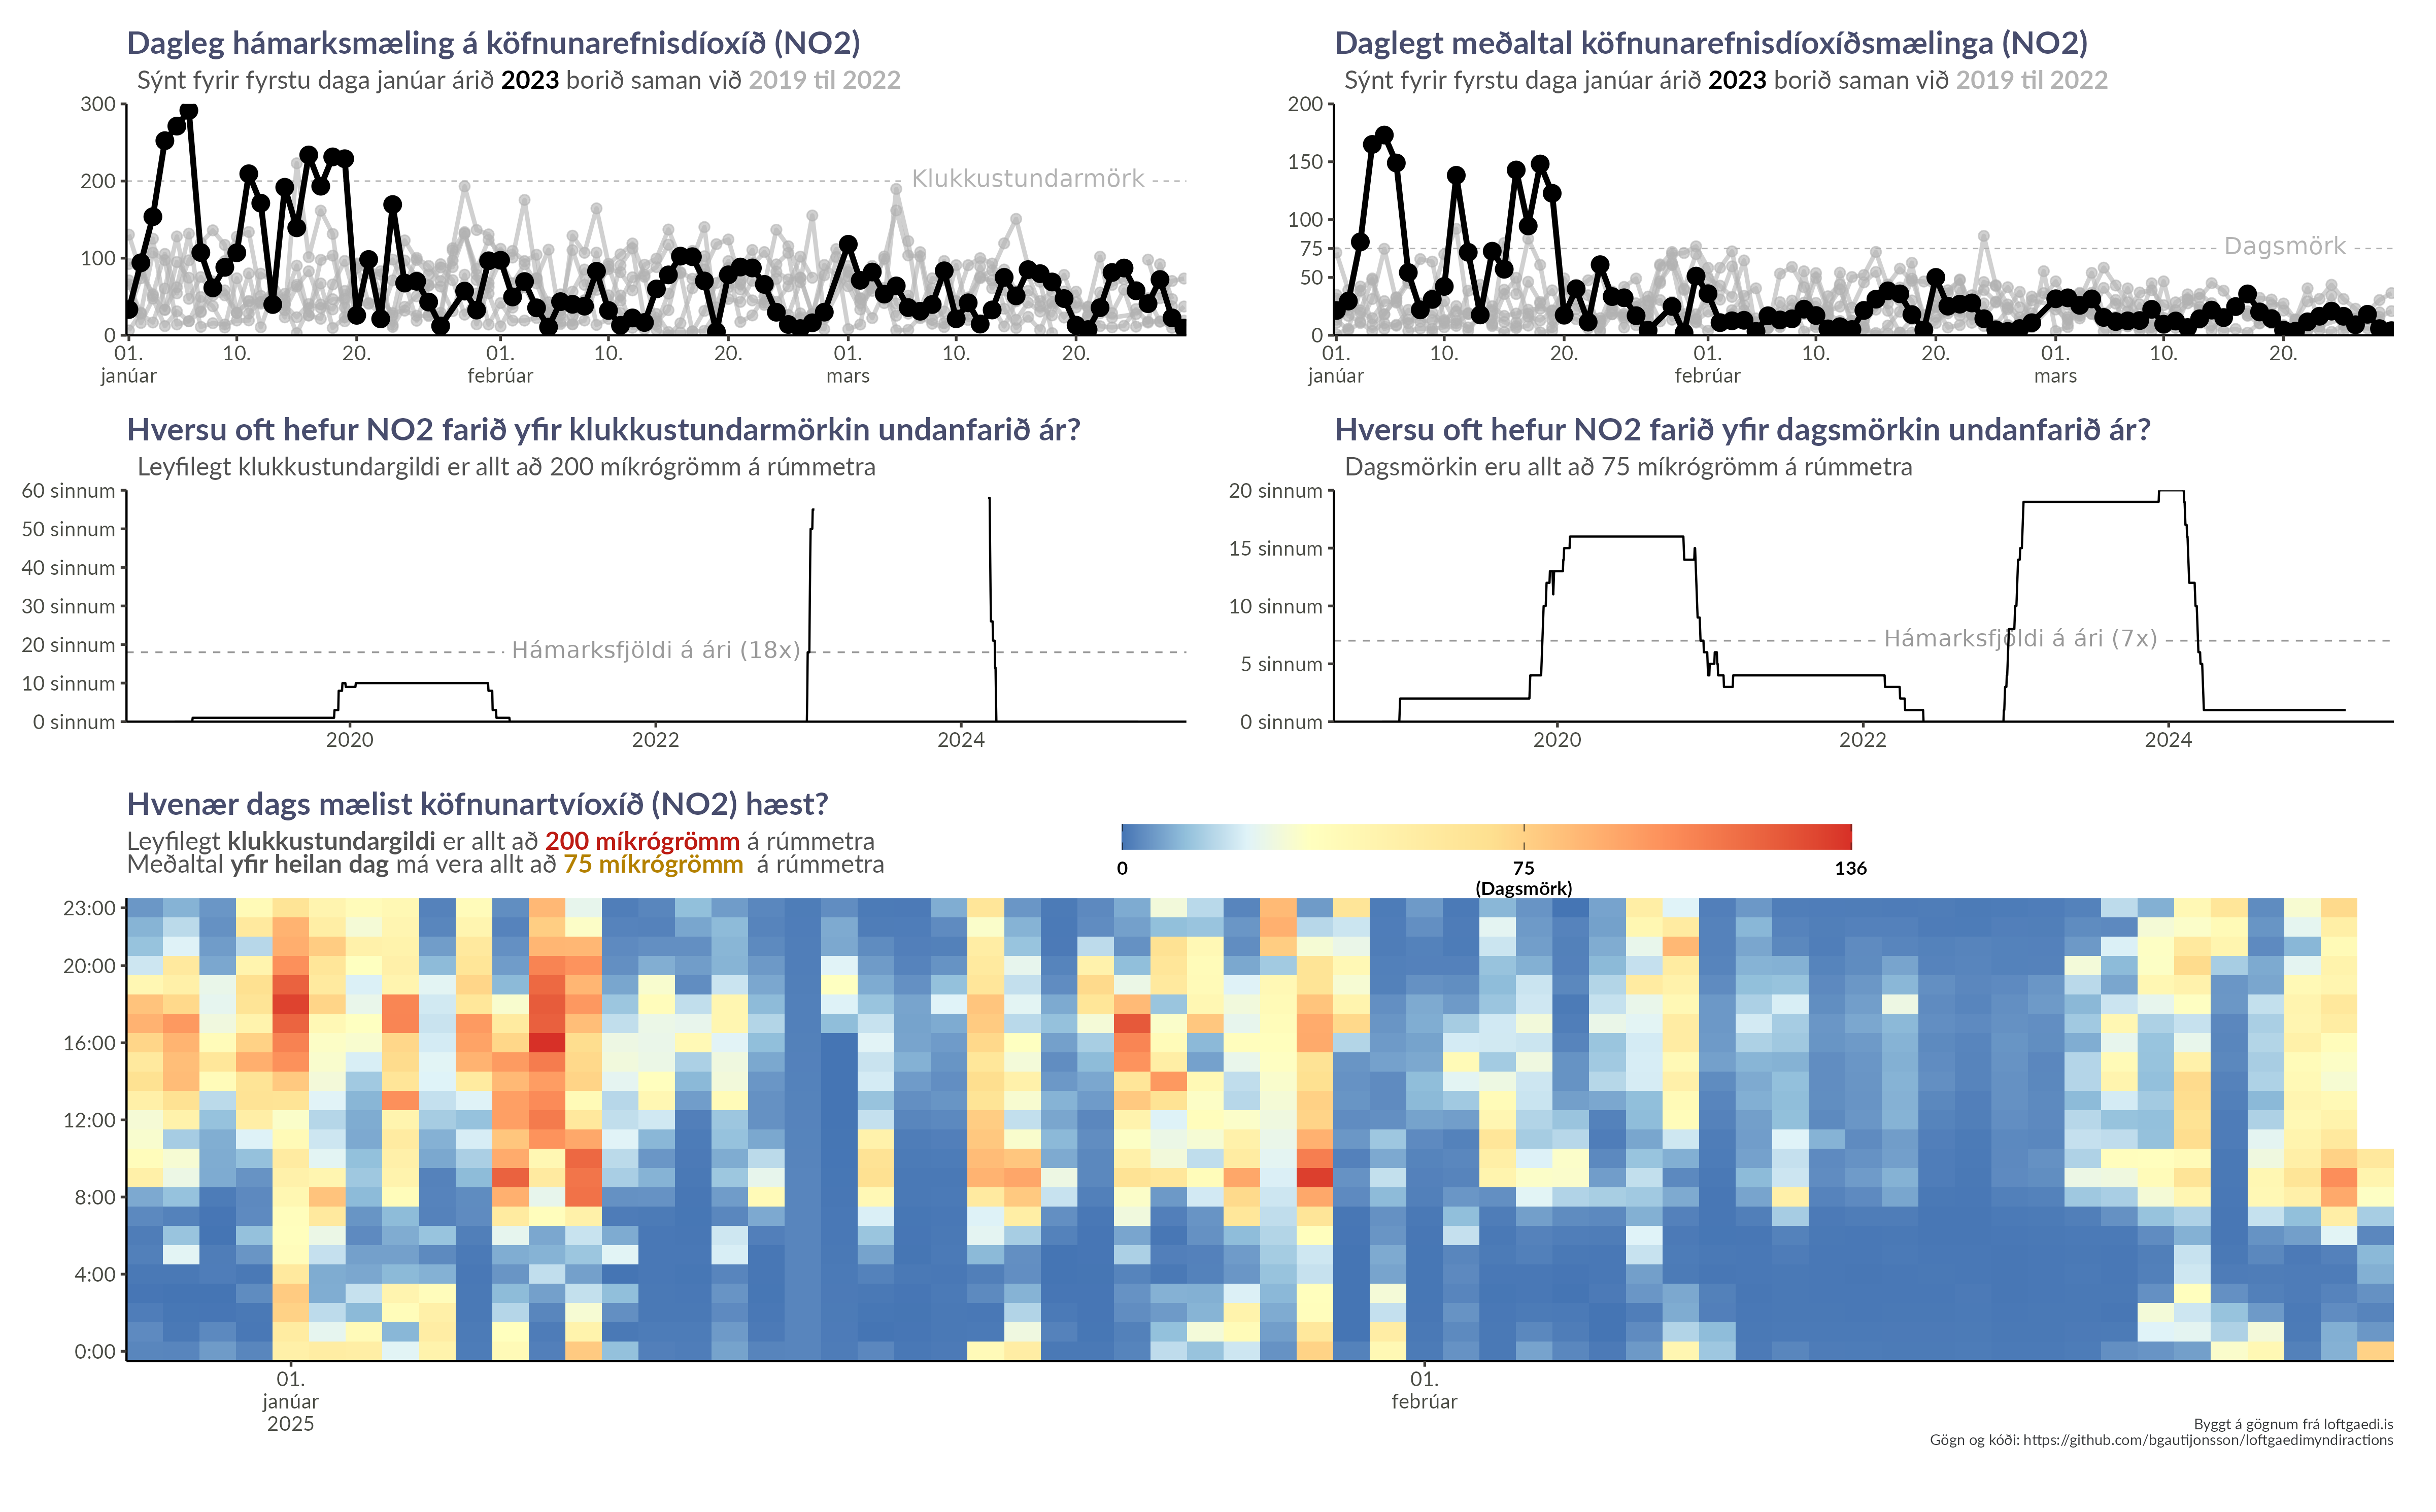 Dagleg hámarksmæling á köfnunarefnisdíoxíð (NO2)
Sýnt fyrir fyrstu daga janúar árið 2023 borið saman við 2019 til 2022
300
200
100
0
Klukkustundarmörk
01.
janúar
10.
20.
01.
febrúar
10.
20.
01.
mars
10.
20.
Daglegt meðaltal köfnunarefnisdíoxíðsmælinga (NO2)
Sýnt fyrir fyrstu daga janúar árið 2023 borið saman við 2019 til 2022
200
150
100
75
50
0
Dagsmörk
01.
janúar
10.
20.
01.
febrúar
10.
20.
01.
mars
10.
20.
Hversu oft hefur NO2 farið yfir klukkustundarmörkin undanfarið ár?
Leyfilegt klukkustundargildi er allt að 200 míkrógrömm á rúmmetra
60 sinnum
50 sinnum
40 sinnum
30 sinnum
20 sinnum
10 sinnum
0 sinnum
Hámarksfjöldi á ári (18x)
2020
2022
2024
Hversu oft hefur NO2 farið yfir dagsmörkin undanfarið ár?
Dagsmörkin eru allt að 75 míkrógrömm á rúmmetra
20 sinnum
15 sinnum
10 sinnum
5 sinnum
0 sinnum
Hámarksfjöldi á ári (7x)
2020
2022
2024
Hvenær dags mælist köfnunartvíoxíð (NO2) hæst?
Leyfilegt klukkustundargildi er allt að 200 míkrógrömm á rúmmetra
Meðaltal yfir heilan dag má vera allt að 75 míkrógrömm á rúmmetra
0
75
(Dagsmörk)
136
23:00
20:00
16:00
12:00
8:00
4:00
0:00
01.
janúar
2025
01.
febrúar
Byggt á gögnum frá loftgaedi.is
Gögn og kóði: https://github.com/bgautijonsson/loftgaedimyndiractions